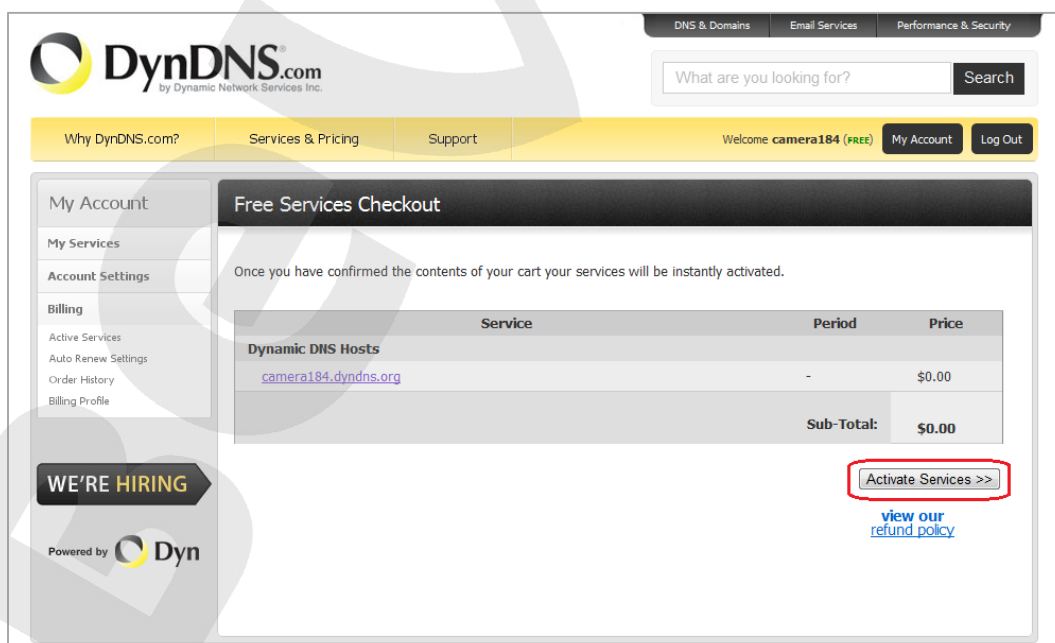 DNS & Domains Email Services Performance & Security
DynDNS.com
by Dynamic Network Services Inc.
What are you looking for? Search
Why DynDNS.com? Services & Pricing Support Welcome camera184 (FREE) My Account Log Out
My Account
My Services
Account Settings
Billing
Active Services
Auto Renew Settings
Order History
Billing Profile
WE'RE HIRING
Powered by Dyn
Free Services Checkout
Once you have confirmed the contents of your cart your services will be instantly activated.
Service Period Price
Dynamic DNS Hosts
camera184.dyndns.org - $0.00
Sub-Total: $0.00
Activate Services >>
view our
refund policy